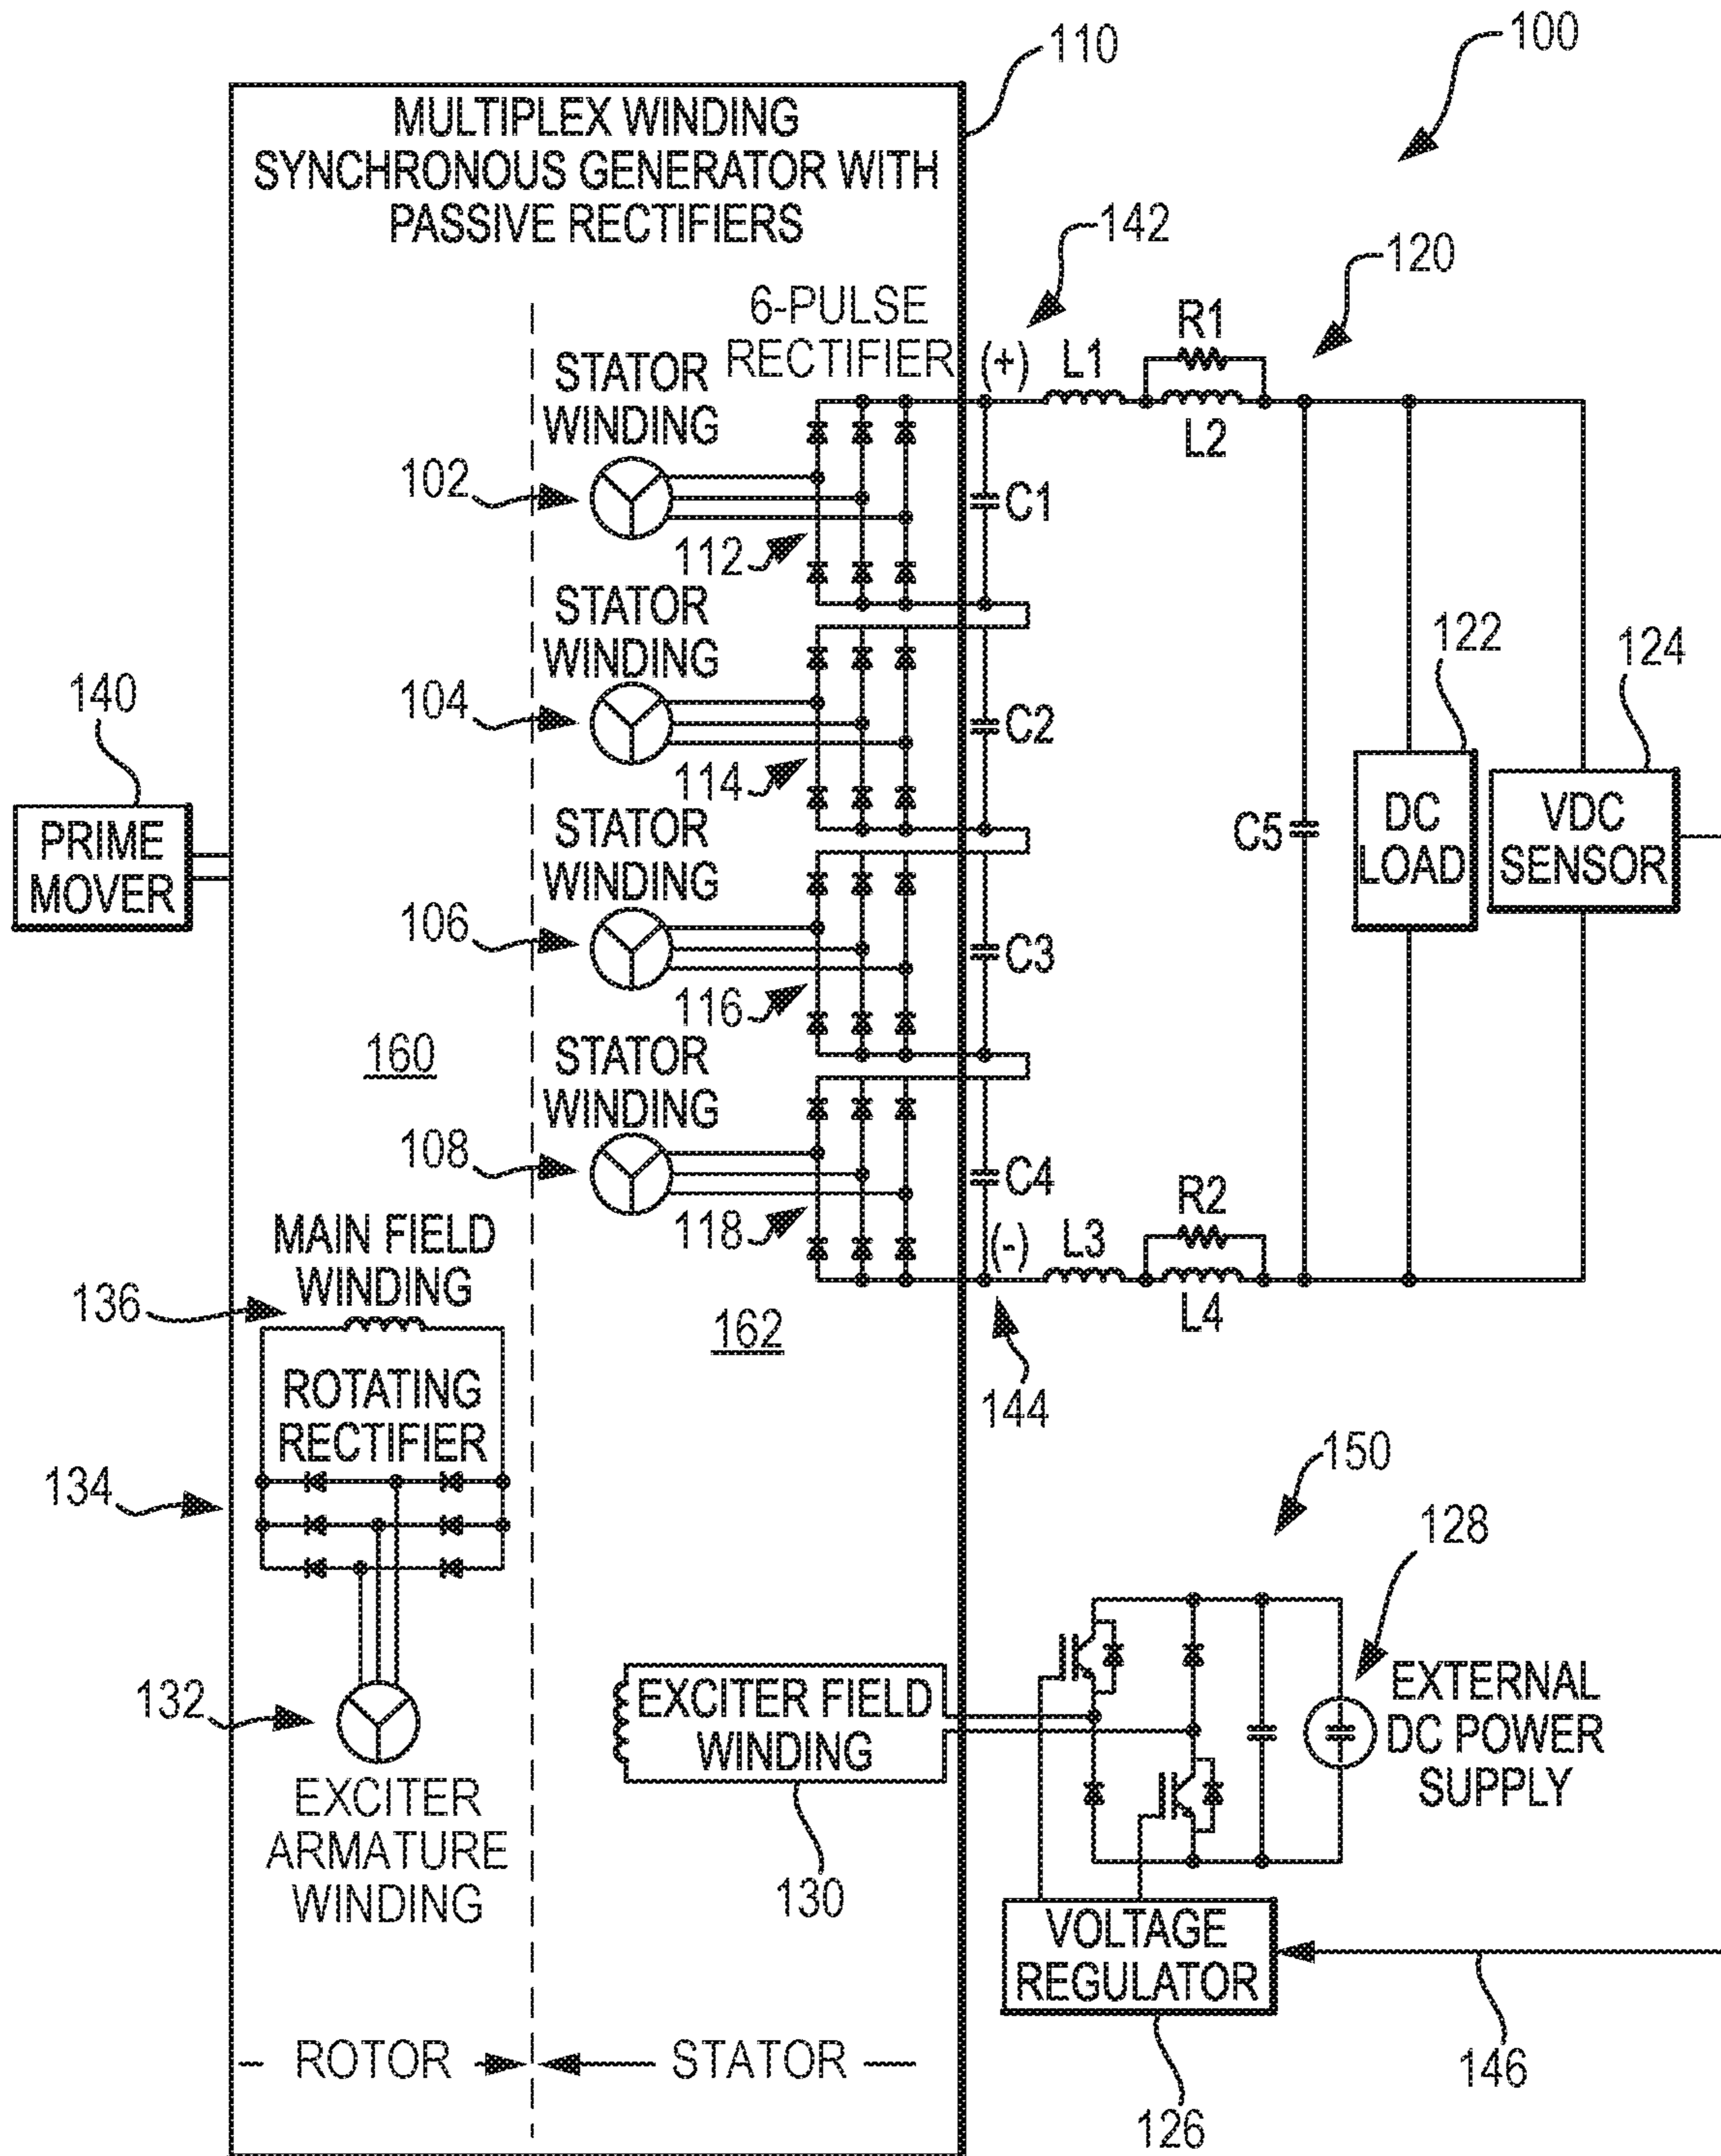 100
110
MULTIPLEX WINDING
SYNCHRONOUS GENERATOR WITH
PASSIVE RECTIFIERS
142
120
6-PULSE
RECTIFIER
(+)
L1
R1
L2
STATOR
WINDING
102
112
C1
STATOR
WINDING
104
114
C2
122
124
140
PRIME
MOVER
STATOR
WINDING
106
116
C3
C5
DC
LOAD
VDC
SENSOR
160
STATOR
WINDING
108
118
C4
(-)
L3
R2
L4
MAIN FIELD
WINDING
136
162
144
ROTATING
RECTIFIER
134
150
128
EXTERNAL
DC POWER
SUPPLY
132
EXCITER
ARMATURE
WINDING
EXCITER FIELD
WINDING
130
VOLTAGE
REGULATOR
146
126
ROTOR
STATOR